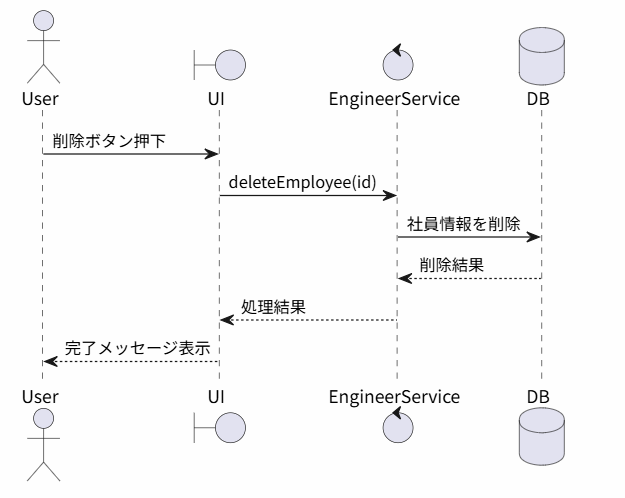 User
UI
EngineerService
DB
削除ボタン押下
deleteEmployee(id)
社員情報を削除
削除結果
処理結果
完了メッセージ表示
User
UI
EngineerService
DB